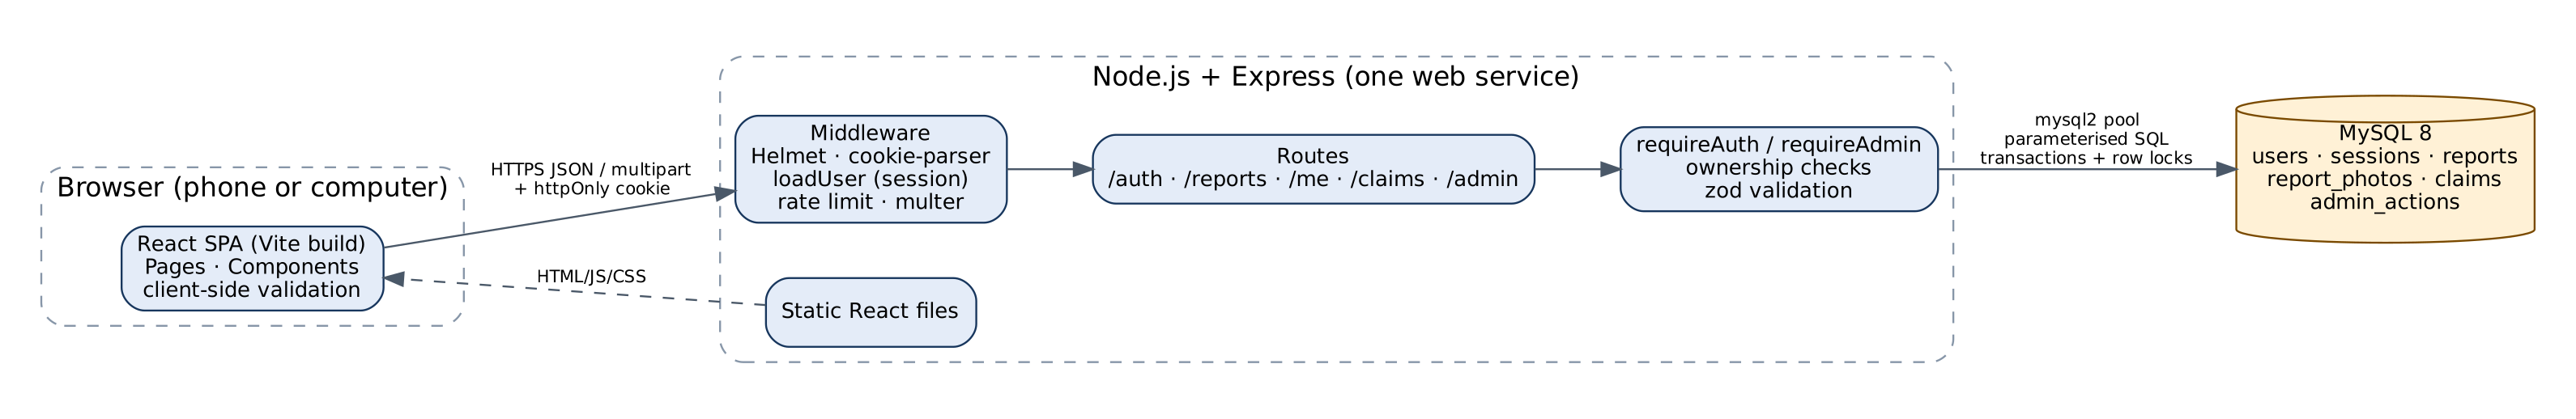 Browser (phone or computer)
React SPA (Vite build)
Pages · Components
client-side validation
HTTPS JSON / multipart
+ httpOnly cookie
HTML/JS/CSS
Node.js + Express (one web service)
Middleware
Helmet · cookie-parser
loadUser (session)
rate limit · multer
Static React files
Routes
/auth · /reports · /me · /claims · /admin
requireAuth / requireAdmin
ownership checks
zod validation
mysql2 pool
parameterised SQL
transactions + row locks
MySQL 8
users · sessions · reports
report_photos · claims
admin_actions